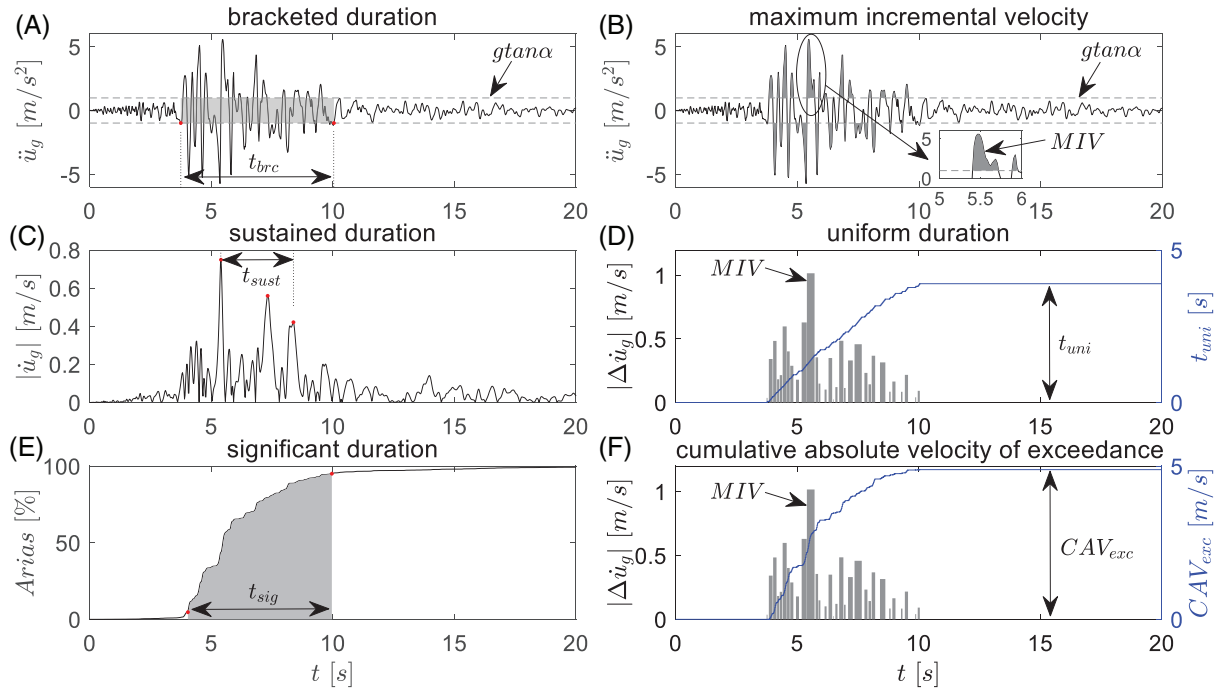 (A) bracketed duration
5
0
-5
ü_g [m/s²]
gtanα
t_brc
0 5 10 15 20
(B) maximum incremental velocity
5
0
-5
ü_g [m/s²]
gtanα
MIV
5
0
5 5.5 6
0 5 10 15 20
(C) sustained duration
0.8
0.6
0.4
0.2
0
|u̇_g| [m/s]
t_sust
0 5 10 15 20
(D) uniform duration
1
0.5
0
|Δu̇_g| [m/s]
MIV
t_uni
5
0
t_uni [s]
0 5 10 15 20
(E) significant duration
100
50
0
Arias [%]
t_sig
0 5 10 15 20
t [s]
(F) cumulative absolute velocity of exceedance
1
0.5
0
|Δu̇_g| [m/s]
MIV
CAV_exc
5
0
CAV_exc [m/s]
0 5 10 15 20
t [s]